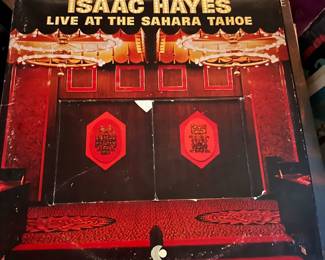 ISAAC HAYES
LIVE AT THE SAHARA TAHOE